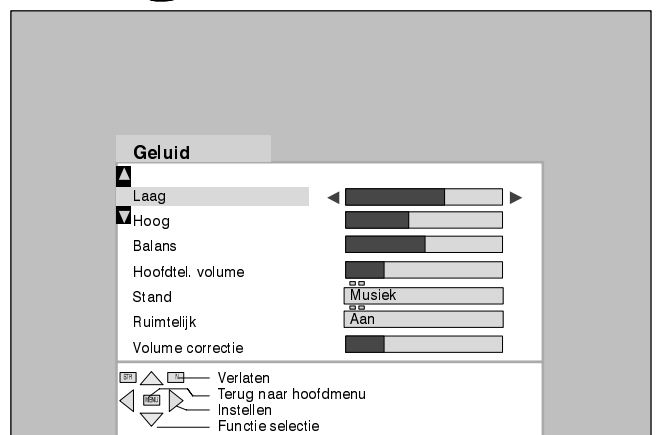 Geluid
Laag
Hoog
Balans
Hoofdtel. volume
Stand Musiek
Ruimtelijk Aan
Volume correctie
Verlaten
MENU Terug naar hoofdmenu
Instellen
Functie selectie